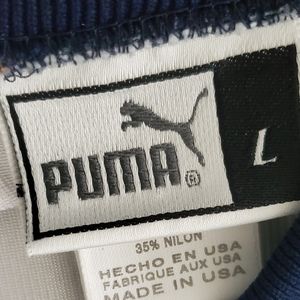 PUMA®
L
35% NILON
HECHO EN USA
FABRIQUE AUX USA
MADE IN USA